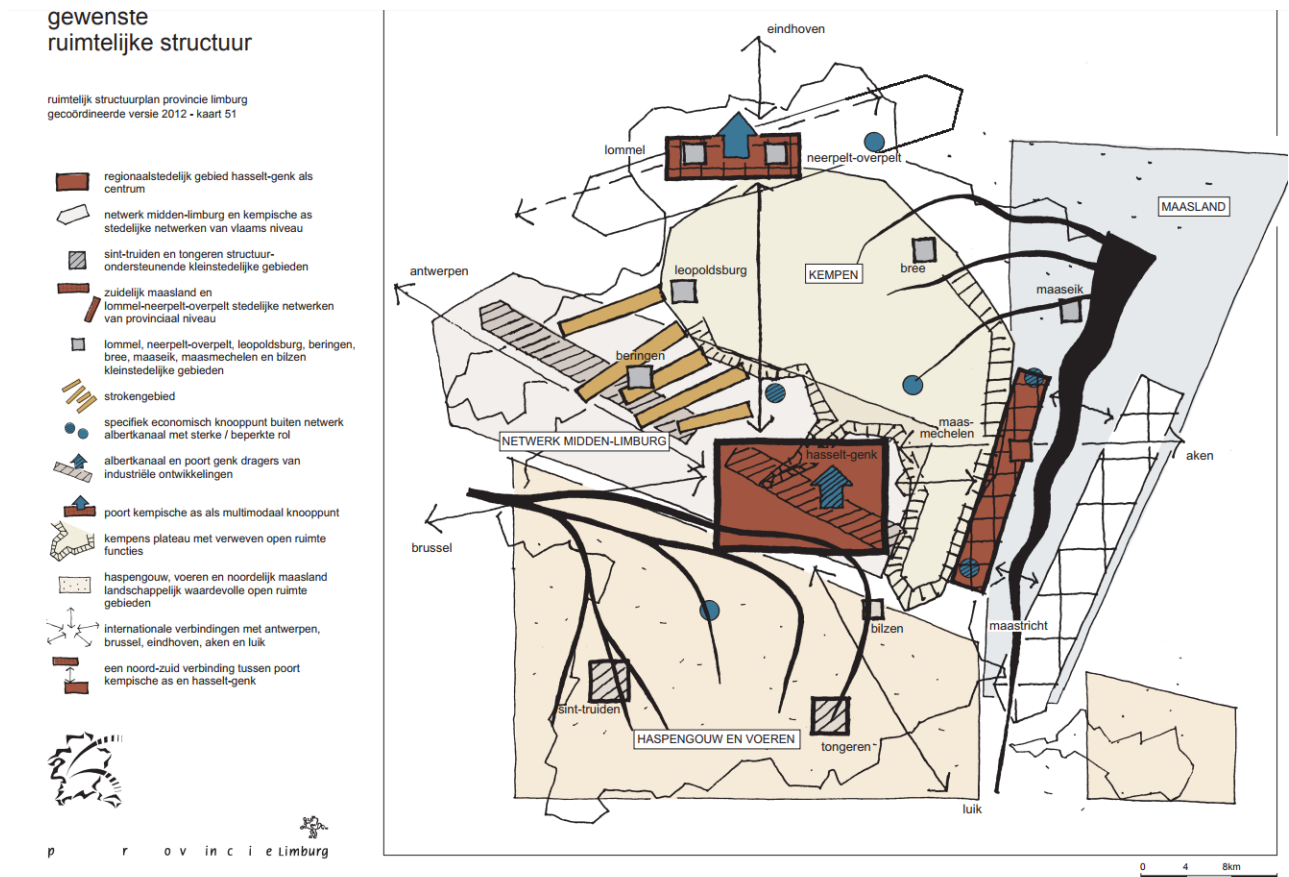 gewenste
ruimtelijke structuur
ruimtelijk structuurplan provincie limburg
gecoördineerde versie 2012 - kaart 51
regionaalstedelijk gebied hasselt-genk als
centrum
netwerk midden-limburg en kempische as
stedelijke netwerken van vlaams niveau
sint-truiden en tongeren structuur-
ondersteunende kleinstedelijke gebieden
zuidelijk maasland en
lommel-neerpelt-overpelt stedelijke netwerken
van provinciaal niveau
lommel, neerpelt-overpelt, leopoldsburg, beringen,
bree, maaseik, maasmechelen en bilzen
kleinstedelijke gebieden
strokengebied
specifiek economisch knooppunt buiten netwerk
albertkanaal met sterke / beperkte rol
albertkanaal en poort genk dragers van
industriële ontwikkelingen
poort kempische as als multimodaal knooppunt
kempens plateau met verweven open ruimte
functies
haspengouw, voeren en noordelijk maasland
landschappelijk waardevolle open ruimte
gebieden
internationale verbindingen met antwerpen,
brussel, eindhoven, aken en luik
een noord-zuid verbinding tussen poort
kempische as en hasselt-genk
provincie Limburg
eindhoven
lommel
neerpelt-overpelt
MAASLAND
antwerpen
leopoldsburg
KEMPEN
bree
maaseik
beringen
maas-
mechelen
NETWERK MIDDEN-LIMBURG
hasselt-genk
aken
brussel
bilzen
maastricht
sint-truiden
HASPENGOUW EN VOEREN
tongeren
luik
0 4 8km